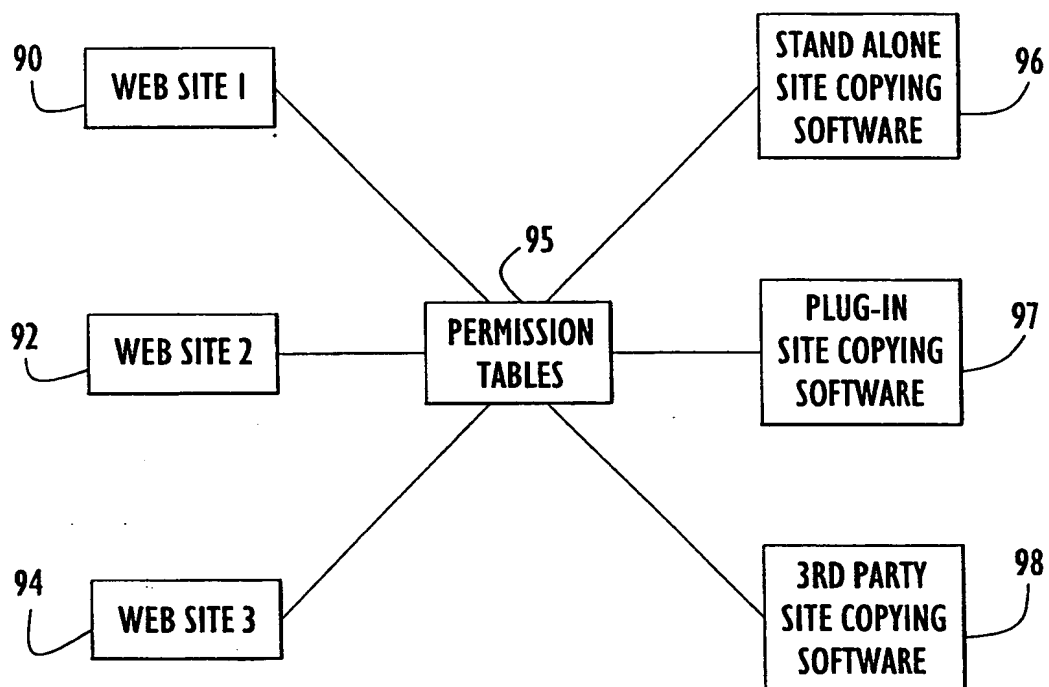 90
WEB SITE 1
STAND ALONE
SITE COPYING
SOFTWARE
96
95
92
WEB SITE 2
PERMISSION
TABLES
PLUG-IN
SITE COPYING
SOFTWARE
97
94
WEB SITE 3
3RD PARTY
SITE COPYING
SOFTWARE
98